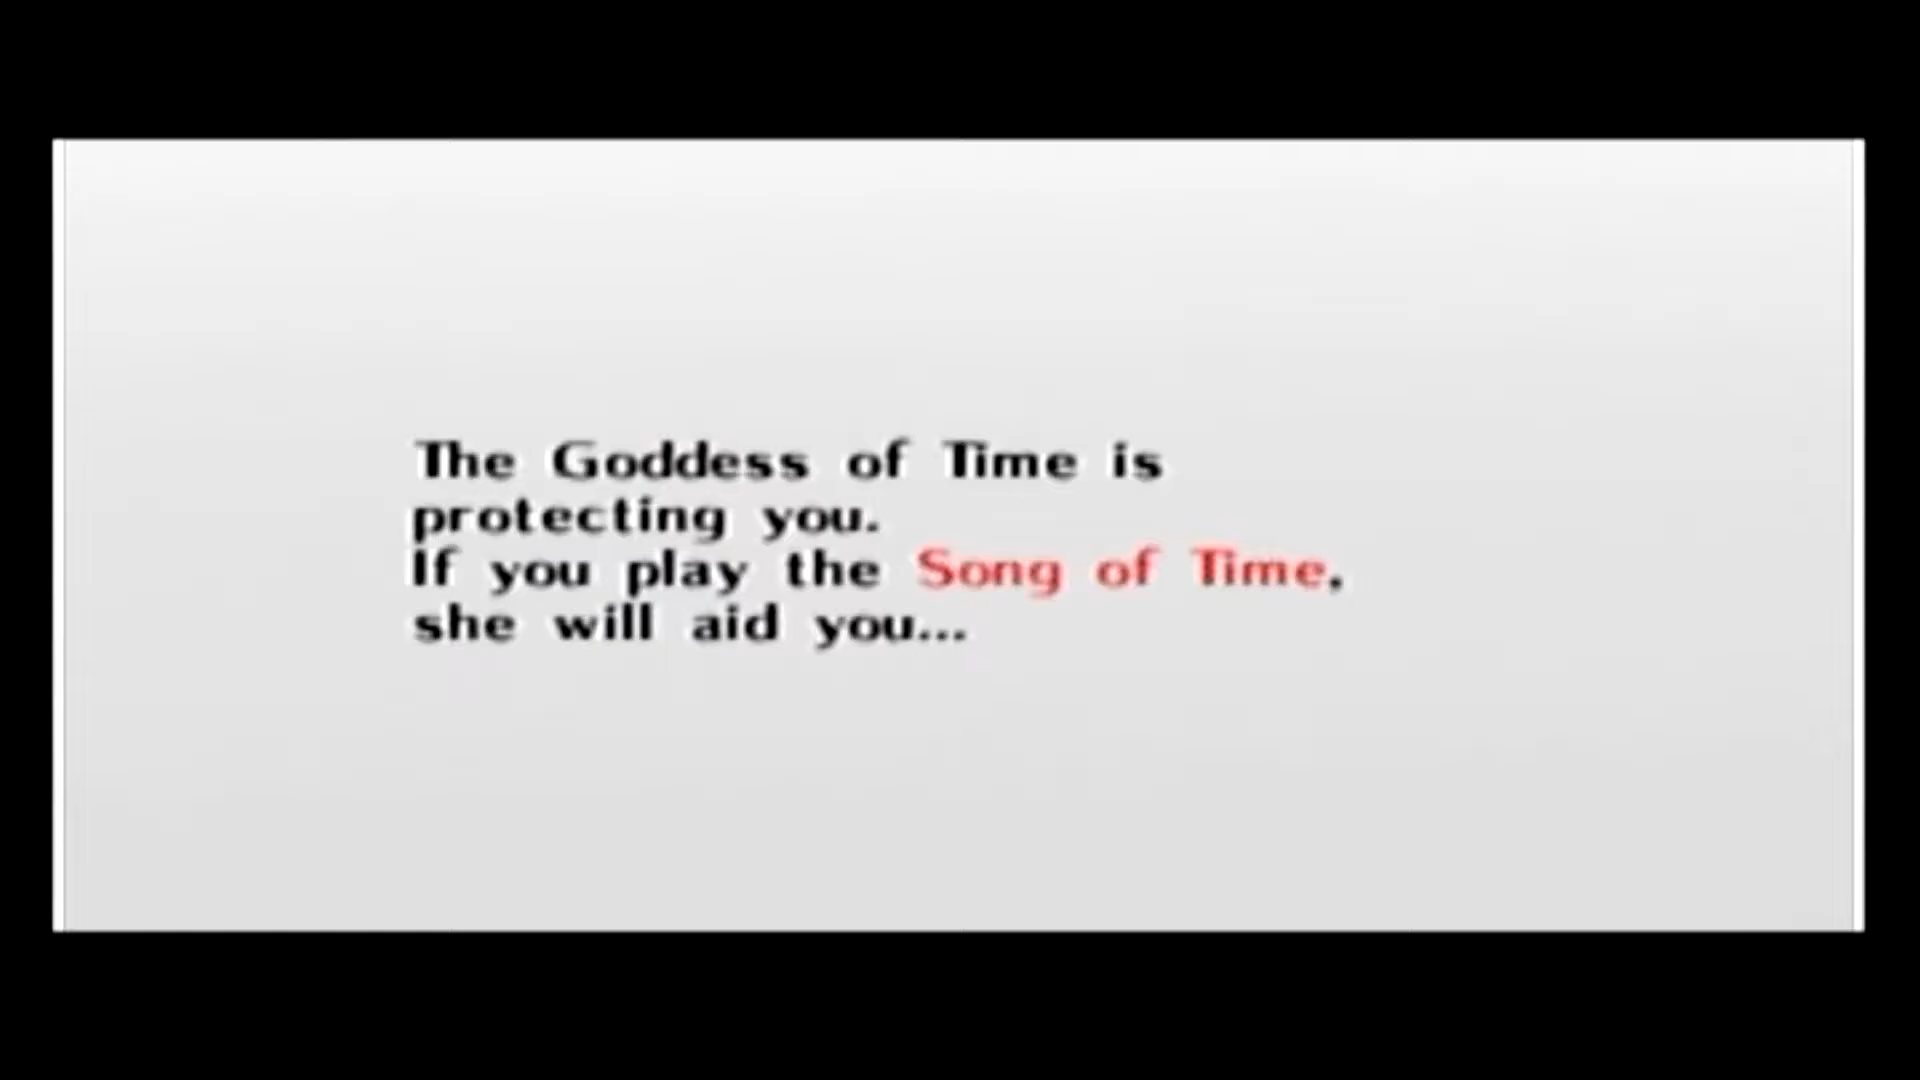 The Goddess of Time is
protecting you.
If you play the Song of Time,
she will aid you...